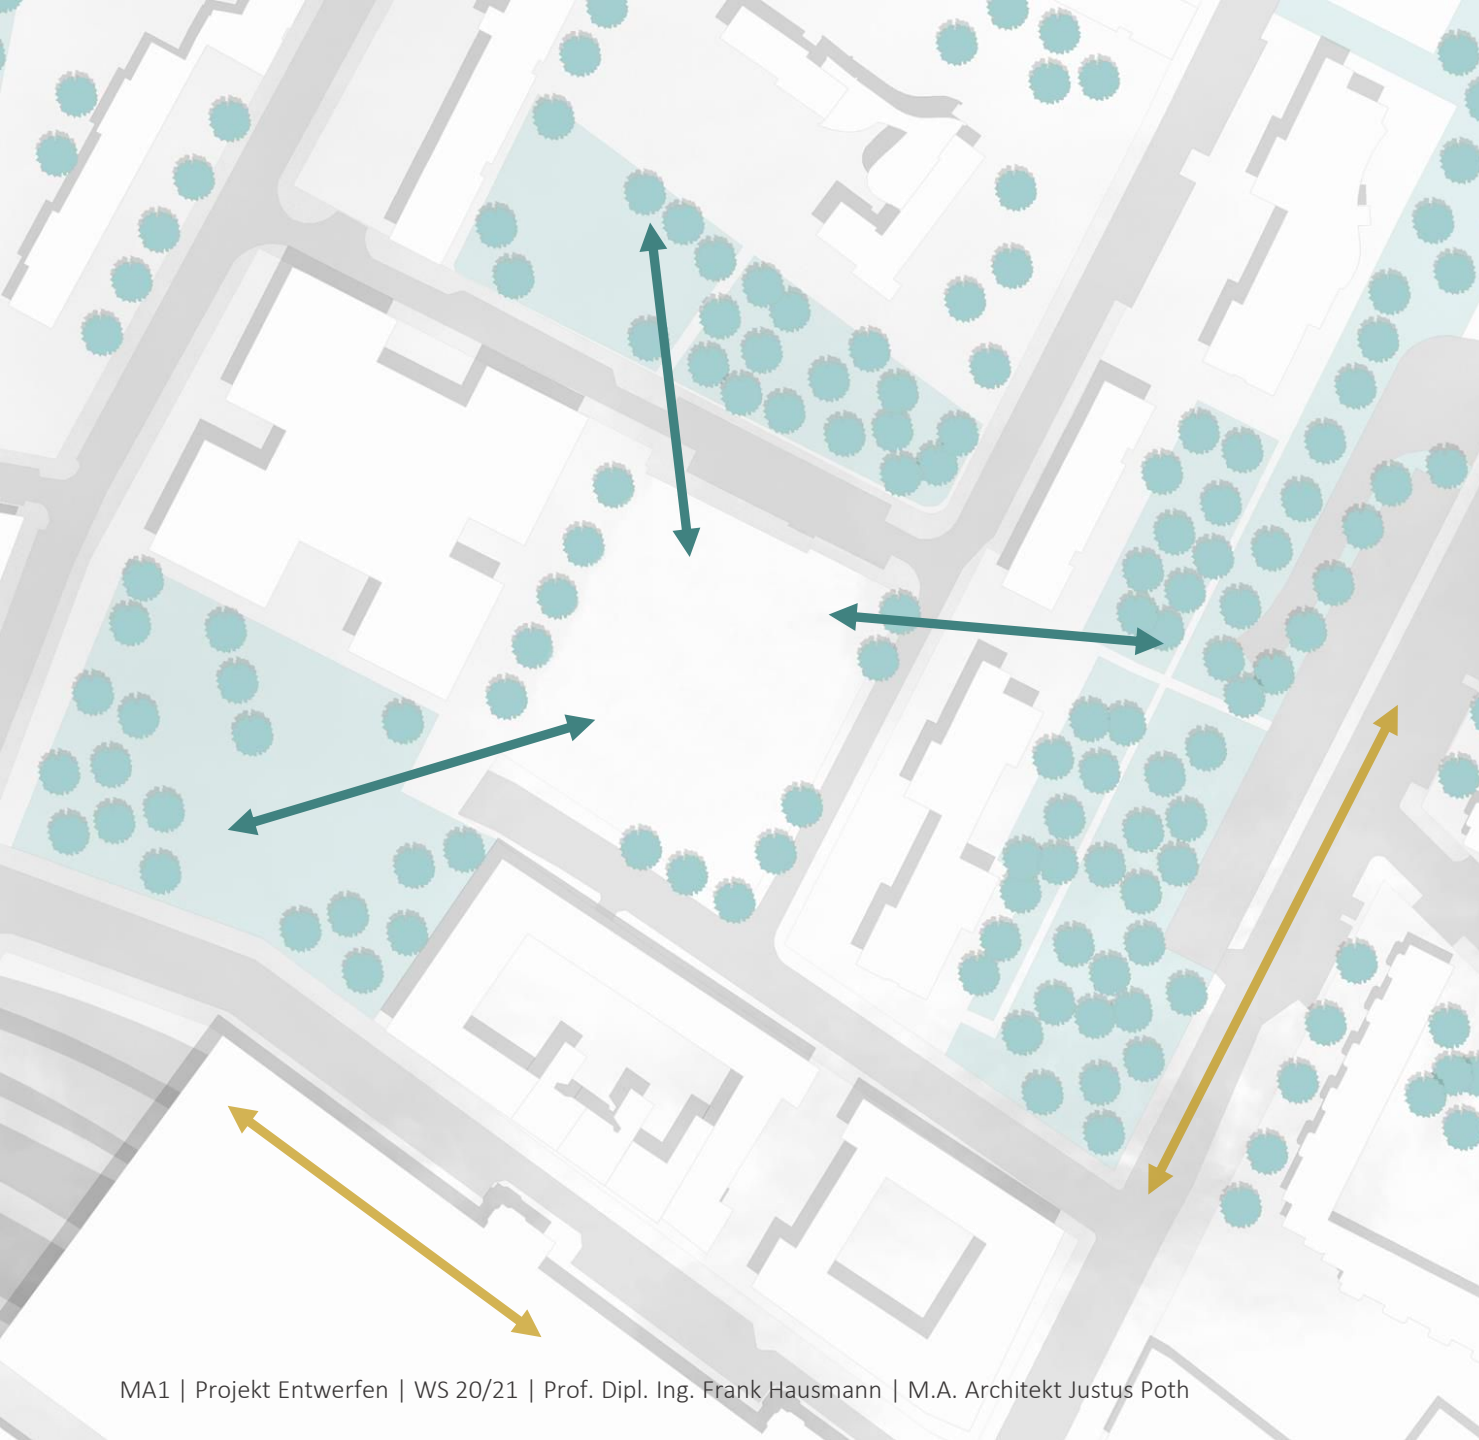 MA1 | Projekt Entwerfen | WS 20/21 | Prof. Dipl. Ing. Frank Hausmann | M.A. Architekt Justus Poth